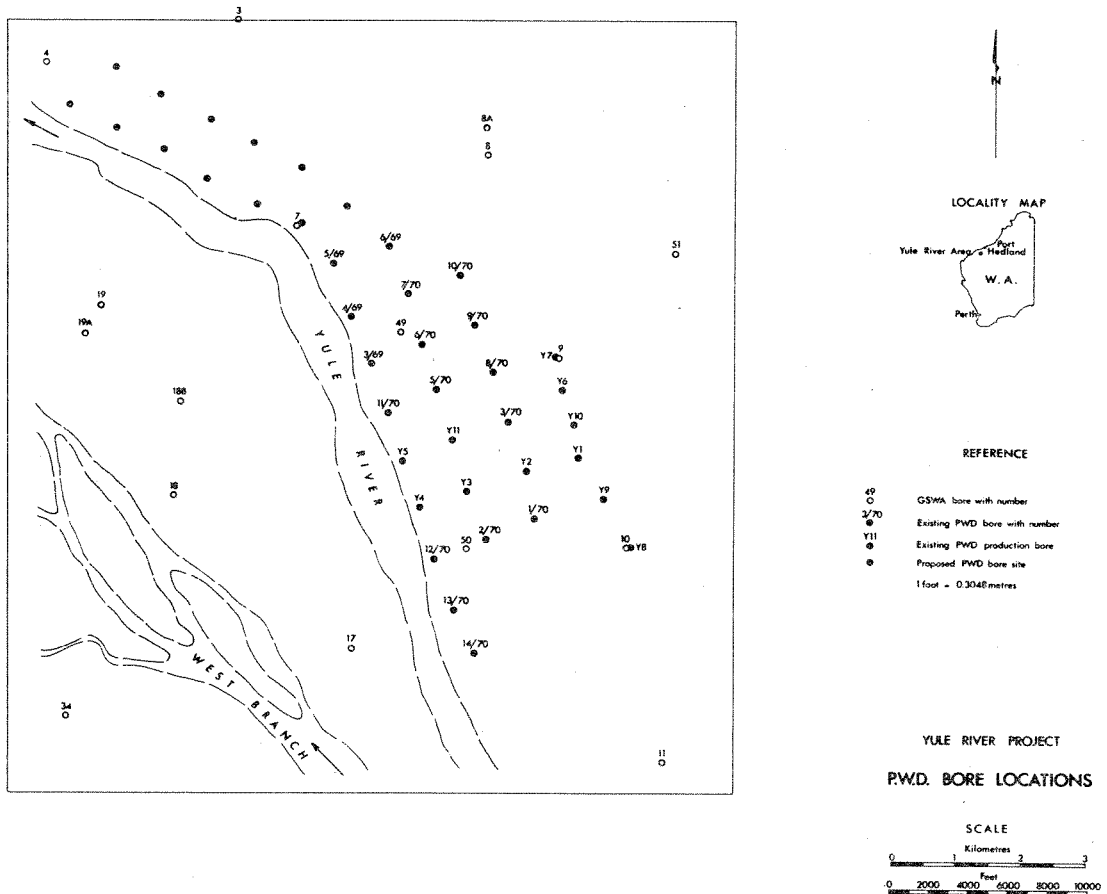 3
4
8A
8
7
51
6/69
5/69
10/70
7/70
19
19A
4/69
49
9/70
6/70
Y7
9
3/69
8/70
Y6
5/70
18B
11/70
3/70
Y10
Y11
Y1
Y5
Y2
18
Y3
Y9
Y4
1/70
2/70
12/70
50
10
Y8
13/70
17
14/70
34
11
YULE RIVER
WEST BRANCH
N
LOCALITY MAP
Yule River Area
Port Hedland
W. A.
Perth
REFERENCE
49 GSWA bore with number
3/70 Existing PWD bore with number
Y11 Existing PWD production bore
Proposed PWD bore site
1 foot = 0.3048 metres
YULE RIVER PROJECT
P.W.D. BORE LOCATIONS
SCALE
Kilometres
0 1 2 3
Feet
0 2000 4000 6000 8000 10000